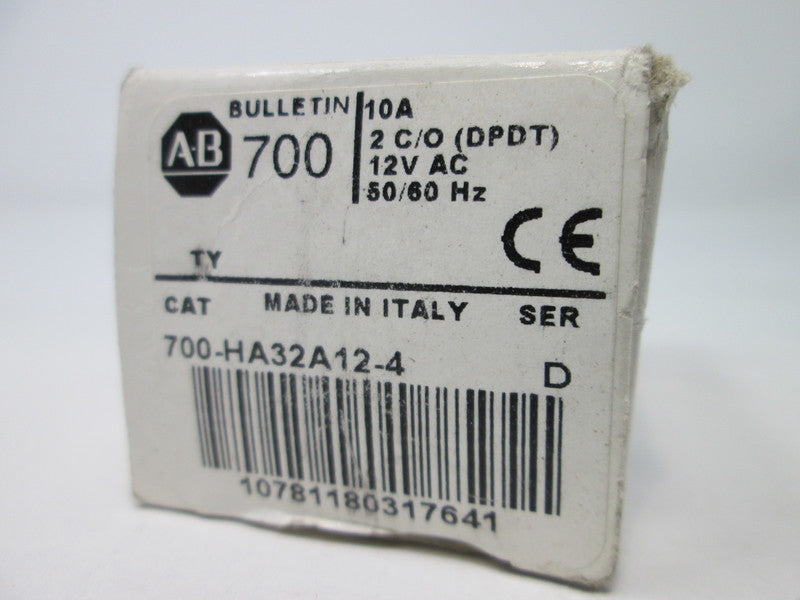 A-B
BULLETIN
700
10A
2 C/O (DPDT)
12V AC
50/60 Hz
CE
TY
CAT MADE IN ITALY SER
700-HA32A12-4 D
10781180317641